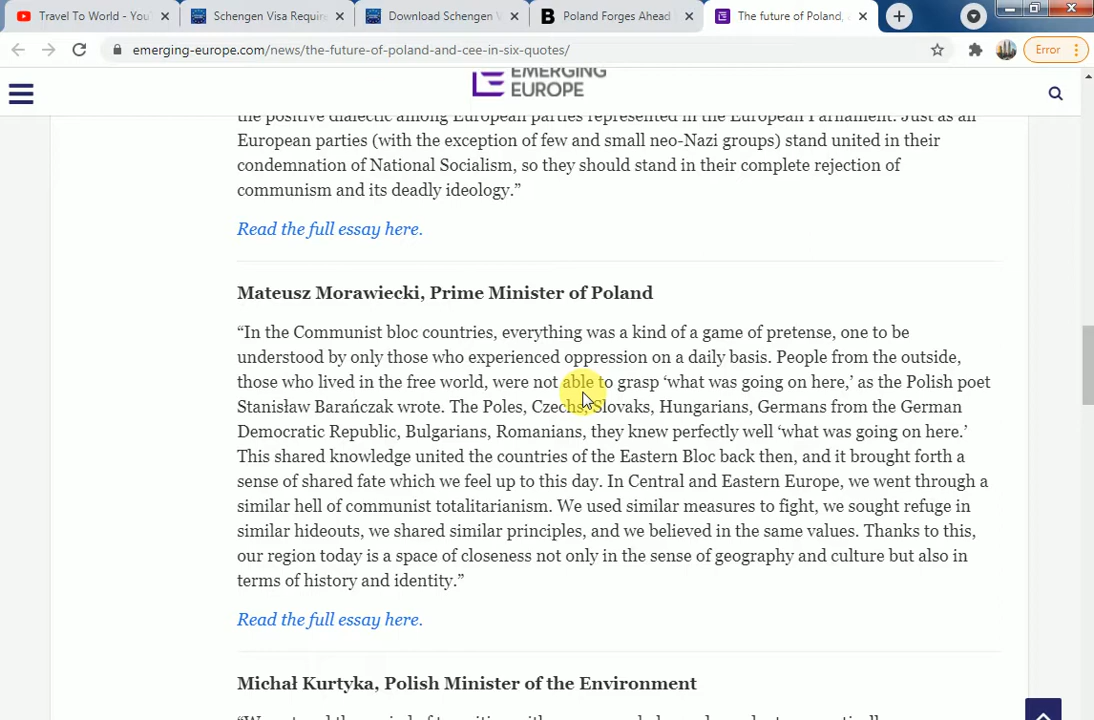 Travel To World - You
Schengen Visa Require
Download Schengen V
Poland Forges Ahead
The future of Poland,
emerging-europe.com/news/the-future-of-poland-and-cee-in-six-quotes/
Error
EMERGING
EUROPE
the positive dialectic among European parties represented in the European Parliament. Just as all
European parties (with the exception of few and small neo-Nazi groups) stand united in their
condemnation of National Socialism, so they should stand in their complete rejection of
communism and its deadly ideology.”
Read the full essay here.
Mateusz Morawiecki, Prime Minister of Poland
“In the Communist bloc countries, everything was a kind of a game of pretense, one to be
understood by only those who experienced oppression on a daily basis. People from the outside,
those who lived in the free world, were not able to grasp ‘what was going on here,’ as the Polish poet
Stanisław Barańczak wrote. The Poles, Czechs, Slovaks, Hungarians, Germans from the German
Democratic Republic, Bulgarians, Romanians, they knew perfectly well ‘what was going on here.’
This shared knowledge united the countries of the Eastern Bloc back then, and it brought forth a
sense of shared fate which we feel up to this day. In Central and Eastern Europe, we went through a
similar hell of communist totalitarianism. We used similar measures to fight, we sought refuge in
similar hideouts, we shared similar principles, and we believed in the same values. Thanks to this,
our region today is a space of closeness not only in the sense of geography and culture but also in
terms of history and identity.”
Read the full essay here.
Michał Kurtyka, Polish Minister of the Environment